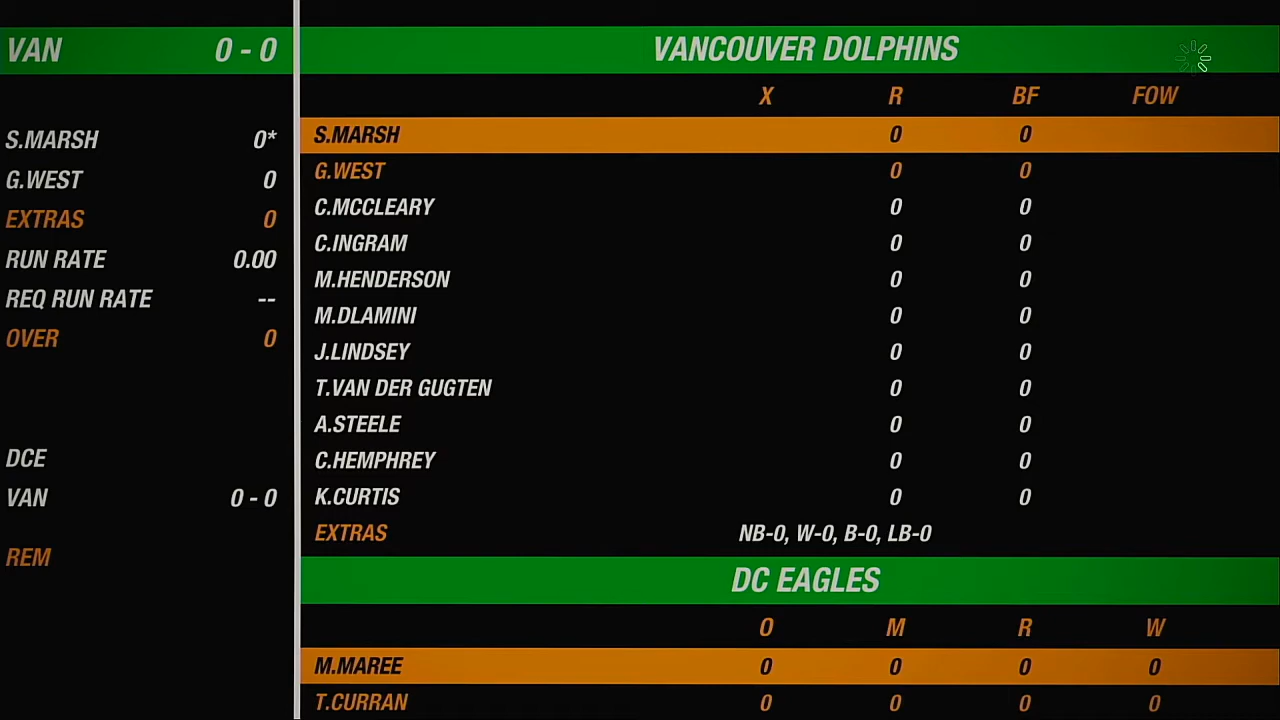 VAN 0 - 0
S.MARSH 0*
G.WEST 0
EXTRAS 0
RUN RATE 0.00
REQ RUN RATE --
OVER 0
DCE
VAN 0 - 0
REM
VANCOUVER DOLPHINS
X R BF FOW
S.MARSH 0 0
G.WEST 0 0
C.MCCLEARY 0 0
C.INGRAM 0 0
M.HENDERSON 0 0
M.DLAMINI 0 0
J.LINDSEY 0 0
T.VAN DER GUGTEN 0 0
A.STEELE 0 0
C.HEMPHREY 0 0
K.CURTIS 0 0
EXTRAS NB-0, W-0, B-0, LB-0
DC EAGLES
O M R W
M.MAREE 0 0 0 0
T.CURRAN 0 0 0 0